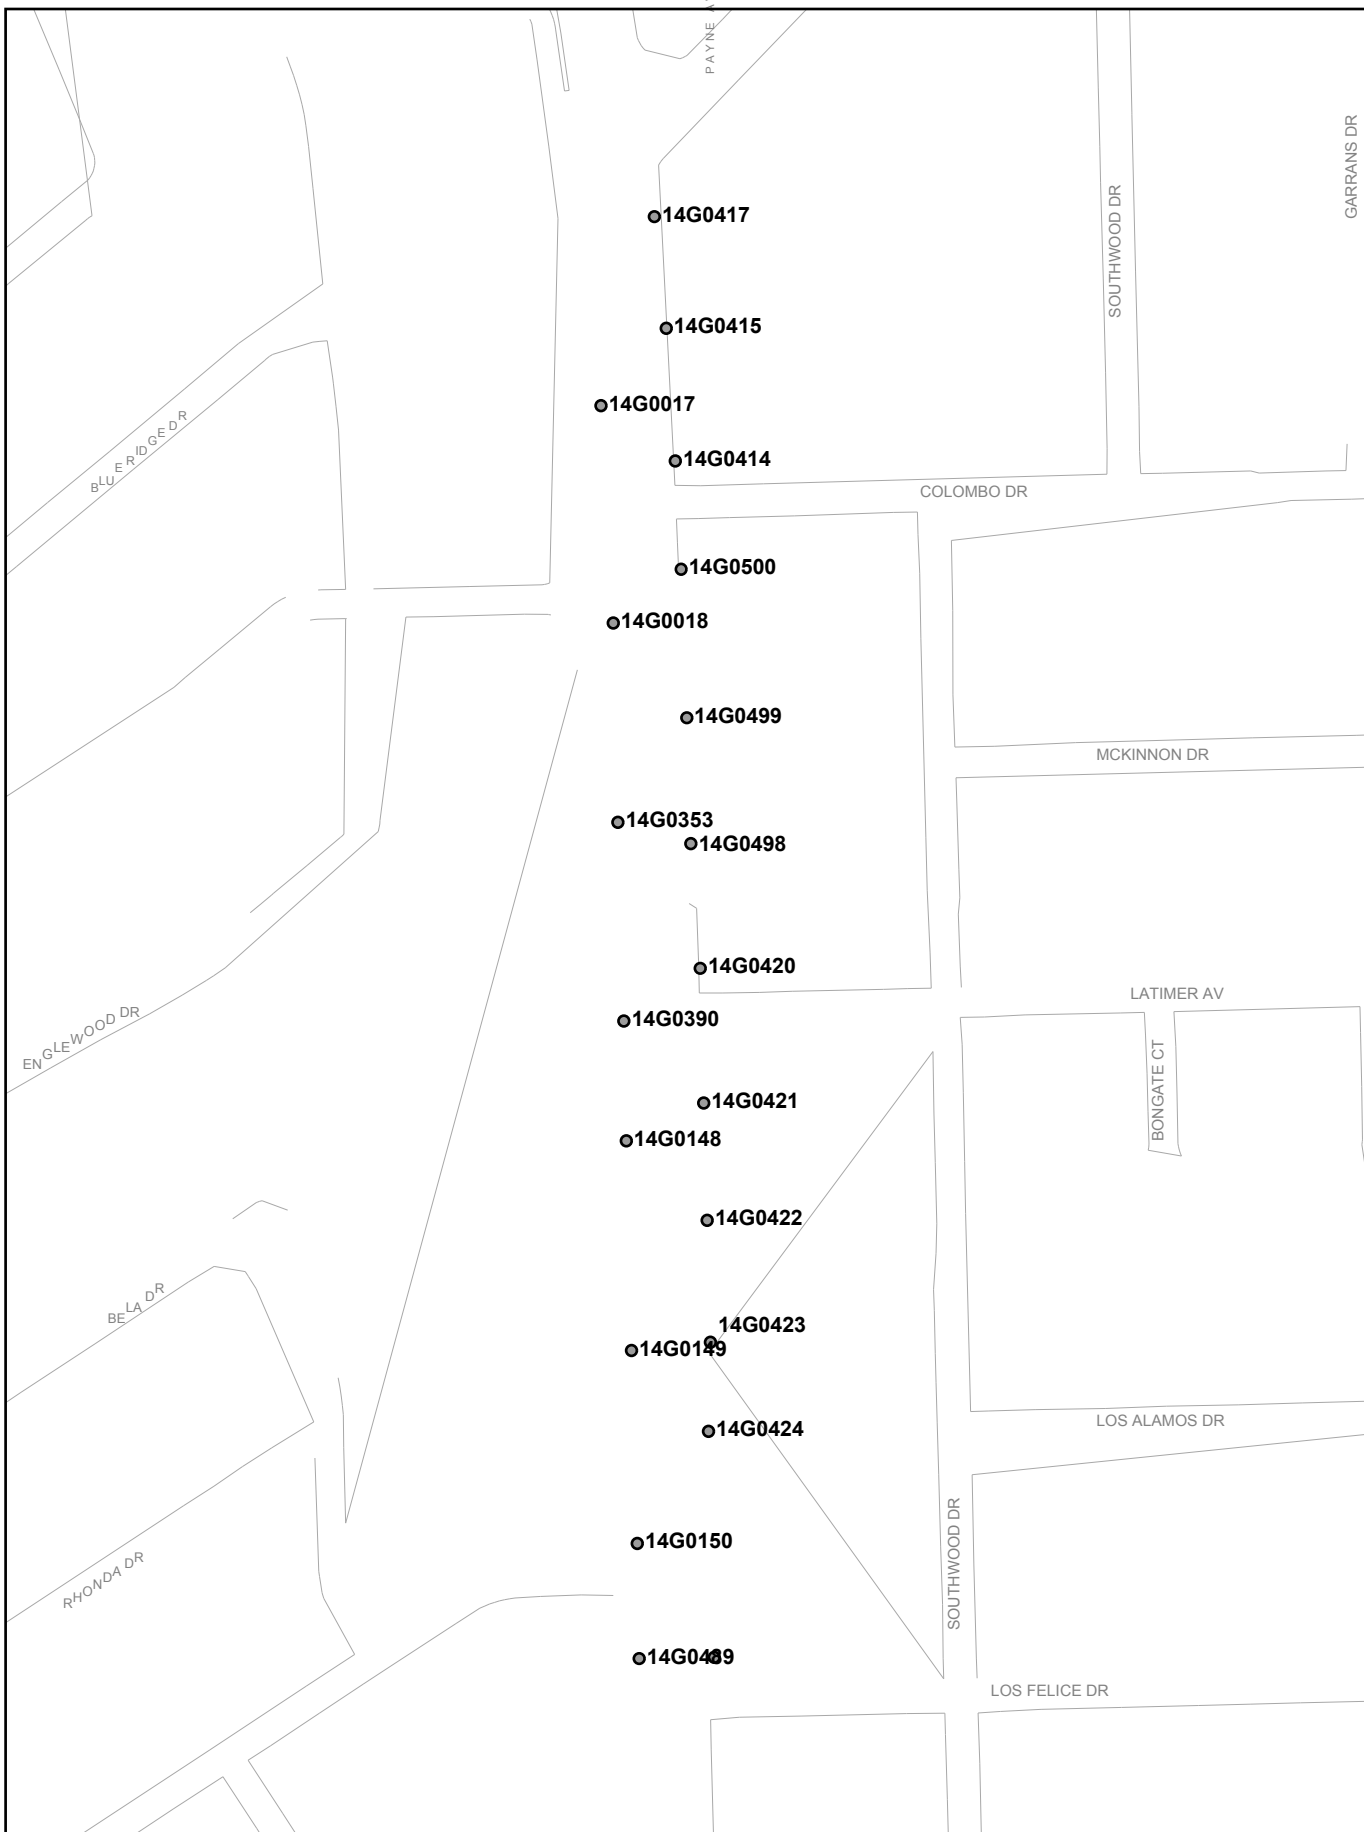 PAYNE A
GARRANS DR
SOUTHWOOD DR
14G0417
14G0415
14G0017
BLUE RIDGE DR
14G0414
COLOMBO DR
14G0500
14G0018
14G0499
MCKINNON DR
14G0353
14G0498
14G0420
LATIMER AV
14G0390
ENGLEWOOD DR
BONGATE CT
14G0421
14G0148
14G0422
BELA DR
14G0423
14G0149
LOS ALAMOS DR
14G0424
14G0150
SOUTHWOOD DR
RHONDA DR
LOS FELICE DR